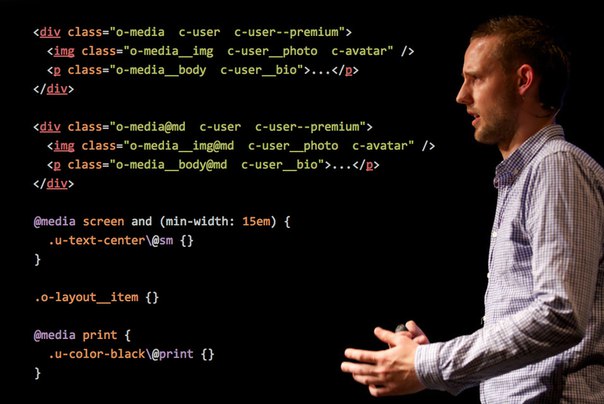 <div class="o-media  c-user  c-user--premium">
  <img class="o-media__img  c-user__photo  c-avatar" />
  <p class="o-media__body  c-user__bio">...</p>
</div>

<div class="o-media@md  c-user  c-user--premium">
  <img class="o-media__img@md  c-user__photo  c-avatar" />
  <p class="o-media__body@md  c-user__bio">...</p>
</div>

@media screen and (min-width: 15em) {
  .u-text-center\@sm {}
}

.o-layout__item {}

@media print {
  .u-color-black\@print {}
}